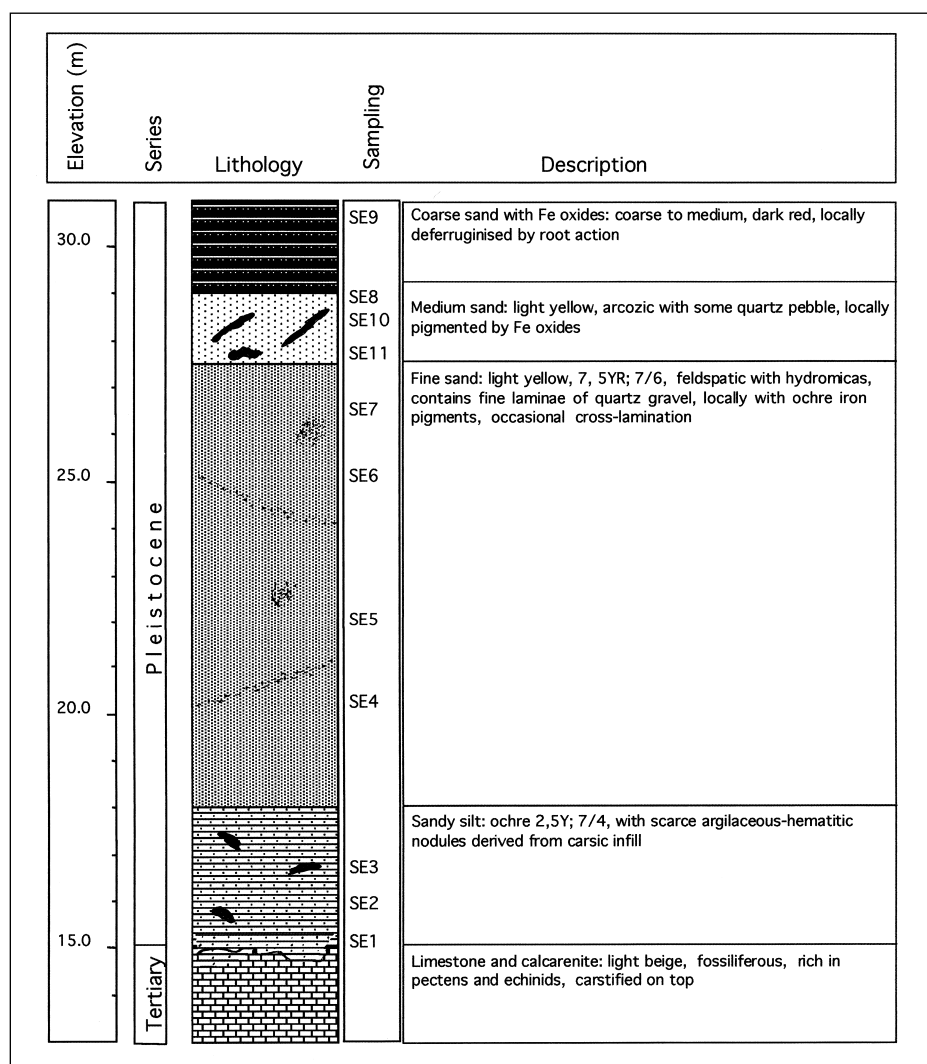 Elevation (m)
Series
Lithology
Sampling
Description
30.0
25.0
20.0
15.0
Pleistocene
Tertiary
SE9
SE8
SE10
SE11
SE7
SE6
SE5
SE4
SE3
SE2
SE1
Coarse sand with Fe oxides: coarse to medium, dark red, locally
deferruginised by root action
Medium sand: light yellow, arcozic with some quartz pebble, locally
pigmented by Fe oxides
Fine sand: light yellow, 7, 5YR; 7/6, feldspatic with hydromicas,
contains fine laminae of quartz gravel, locally with ochre iron
pigments, occasional cross-lamination
Sandy silt: ochre 2,5Y; 7/4, with scarce argilaceous-hematitic
nodules derived from carsic infill
Limestone and calcarenite: light beige, fossiliferous, rich in
pectens and echinids, carstified on top